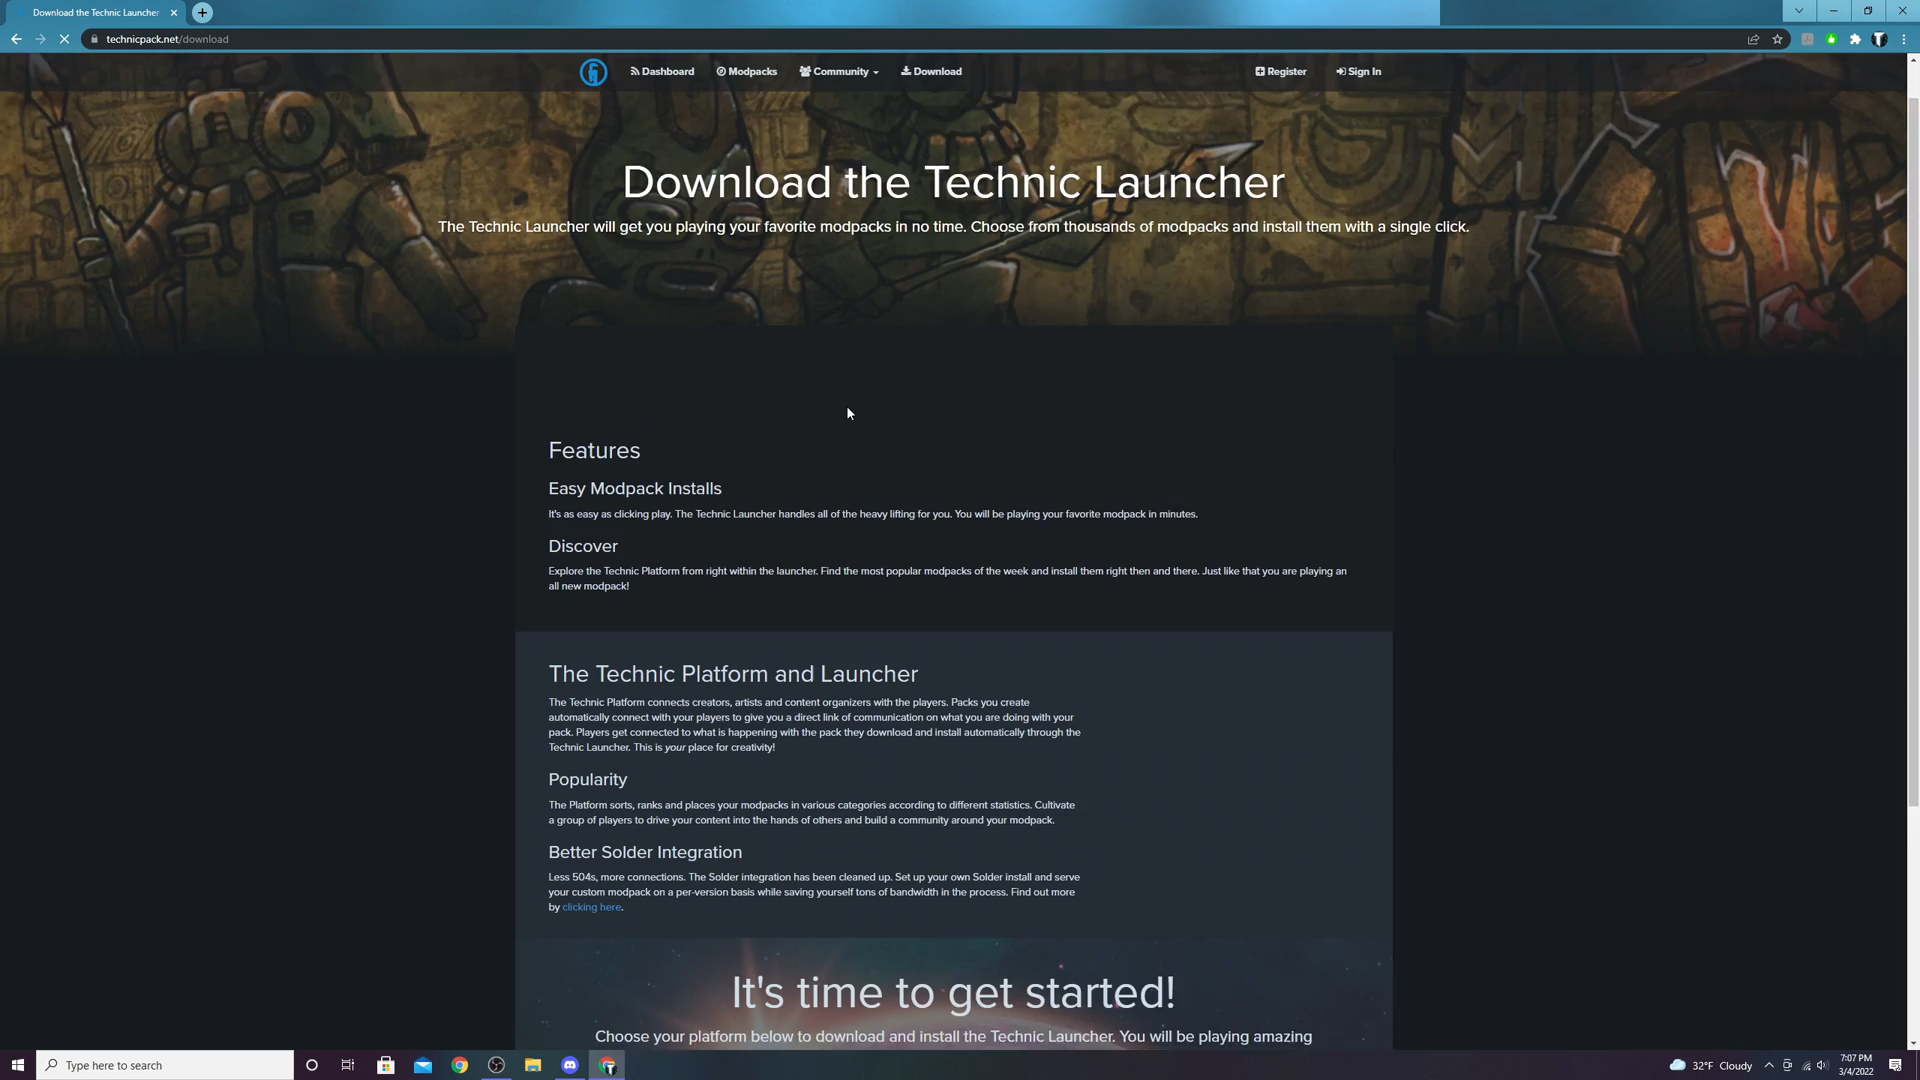 Download the Technic Launcher
technicpack.net/download
Dashboard
Modpacks
Community
Download
Register
Sign In
Download the Technic Launcher
The Technic Launcher will get you playing your favorite modpacks in no time. Choose from thousands of modpacks and install them with a single click.
Features
Easy Modpack Installs
It's as easy as clicking play. The Technic Launcher handles all of the heavy lifting for you. You will be playing your favorite modpack in minutes.
Discover
Explore the Technic Platform from right within the launcher. Find the most popular modpacks of the week and install them right then and there. Just like that you are playing an
all new modpack!
The Technic Platform and Launcher
The Technic Platform connects creators, artists and content organizers with the players. Packs you create
automatically connect with your players to give you a direct link of communication on what you are doing with your
pack. Players get connected to what is happening with the pack they download and install automatically through the
Technic Launcher. This is your place for creativity!
Popularity
The Platform sorts, ranks and places your modpacks in various categories according to different statistics. Cultivate
a group of players to drive your content into the hands of others and build a community around your modpack.
Better Solder Integration
Less 504s, more connections. The Solder integration has been cleaned up. Set up your own Solder install and serve
your custom modpack on a per-version basis while saving yourself tons of bandwidth in the process. Find out more
by clicking here.
It's time to get started!
Choose your platform below to download and install the Technic Launcher. You will be playing amazing
Type here to search
32°F Cloudy
7:07 PM
3/4/2022